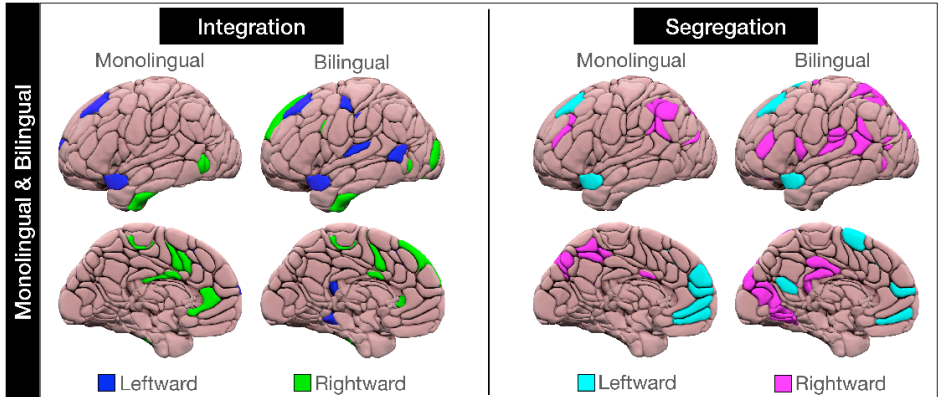 Monolingual & Bilingual
Integration
Monolingual
Bilingual
Leftward
Rightward
Segregation
Monolingual
Bilingual
Leftward
Rightward